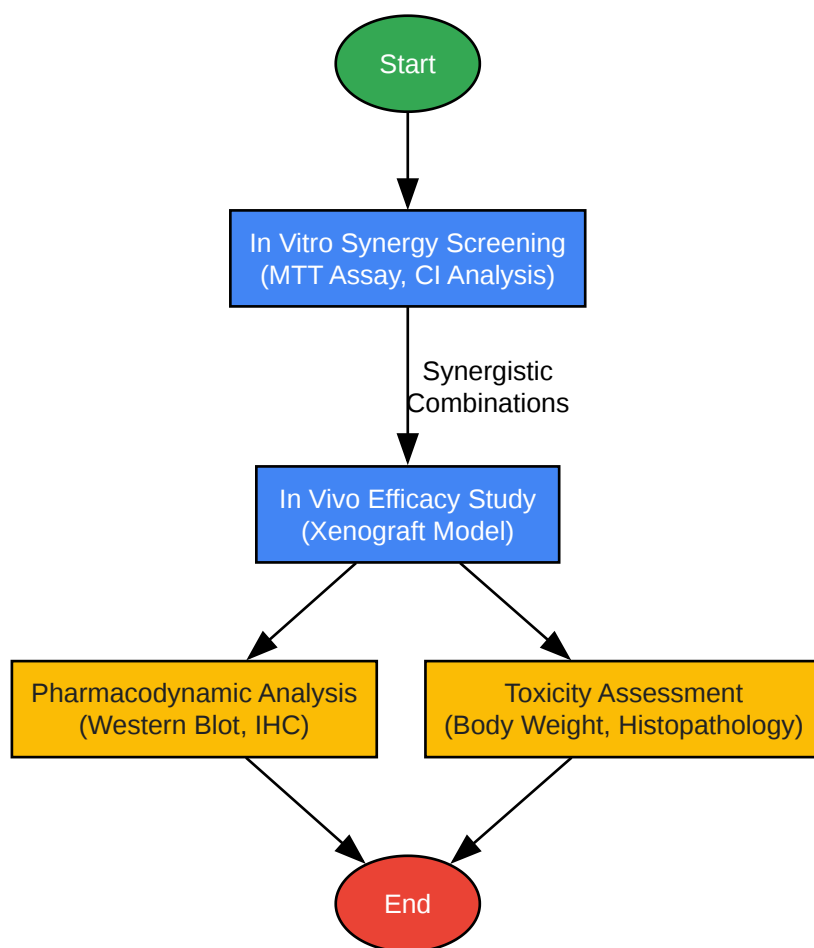 Start
In Vitro Synergy Screening
(MTT Assay, CI Analysis)
Synergistic
Combinations
In Vivo Efficacy Study
(Xenograft Model)
Pharmacodynamic Analysis
(Western Blot, IHC)
Toxicity Assessment
(Body Weight, Histopathology)
End